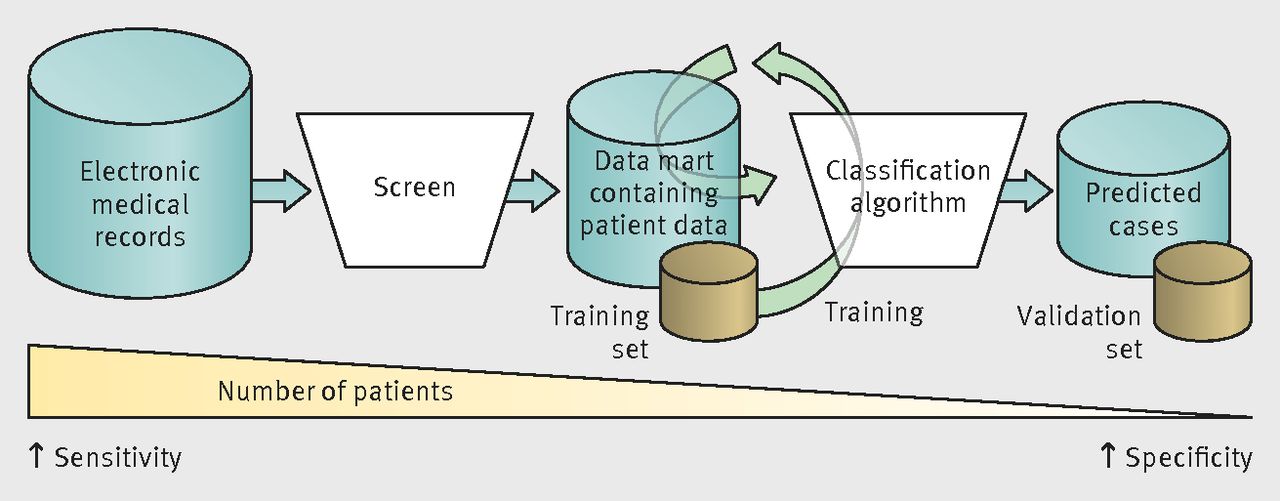 Electronic
medical
records
Screen
Data mart
containing
patient data
Training
set
Classification
algorithm
Training
Predicted
cases
Validation
set
Number of patients
↑ Sensitivity
↑ Specificity